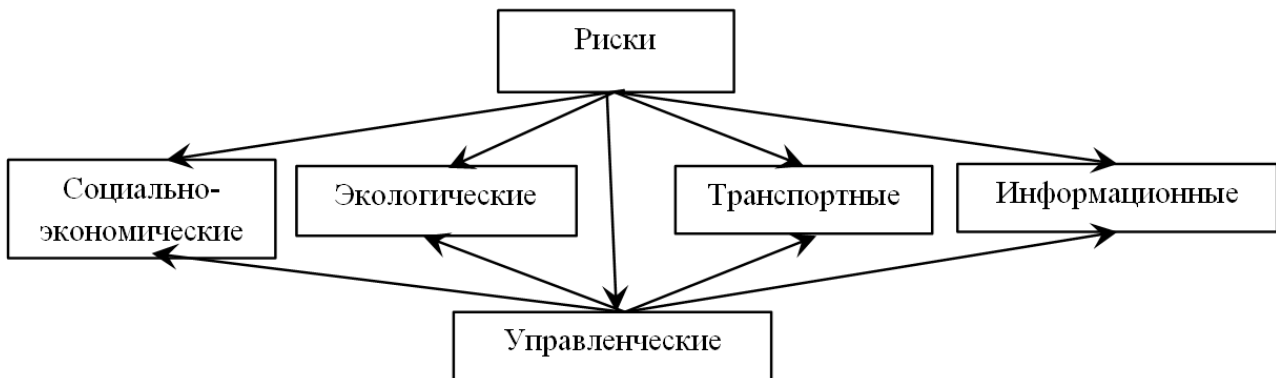 Риски
Социально-
экономические
Экологические
Транспортные
Информационные
Управленческие